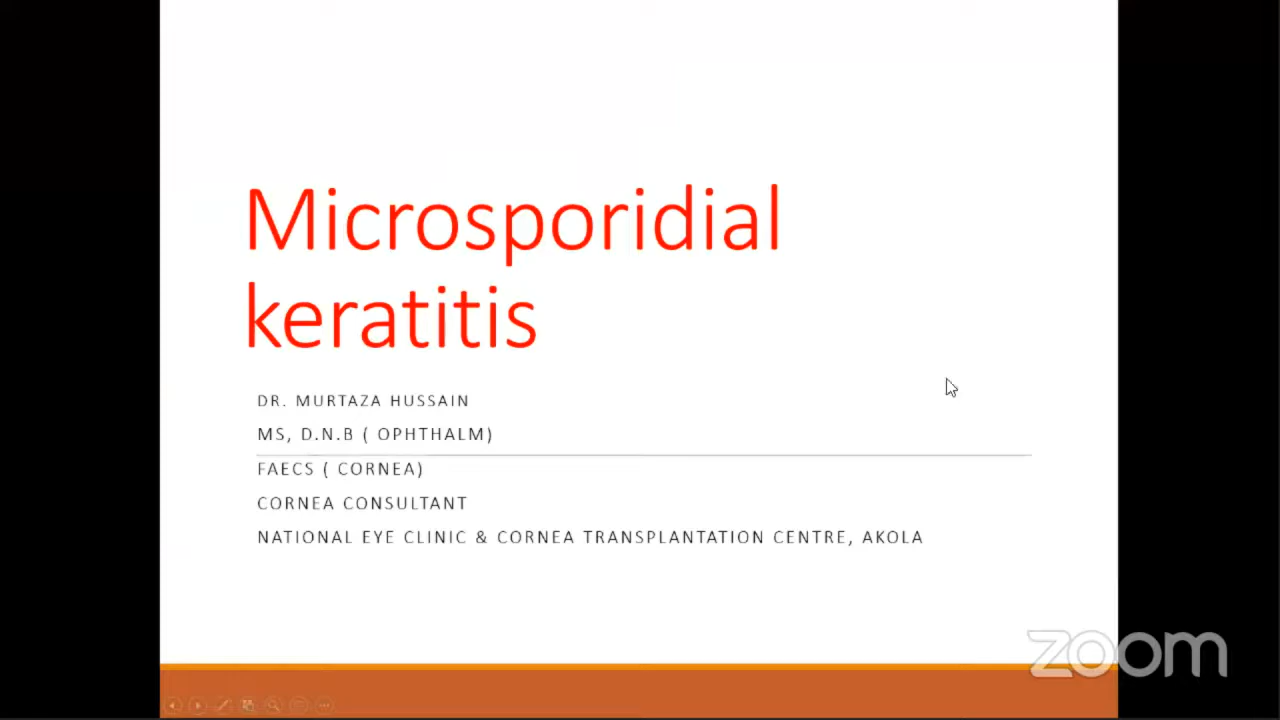 Microsporidial
keratitis
DR. MURTAZA HUSSAIN
MS, D.N.B ( OPHTHALM)
FAECS ( CORNEA)
CORNEA CONSULTANT
NATIONAL EYE CLINIC & CORNEA TRANSPLANTATION CENTRE, AKOLA
zoom